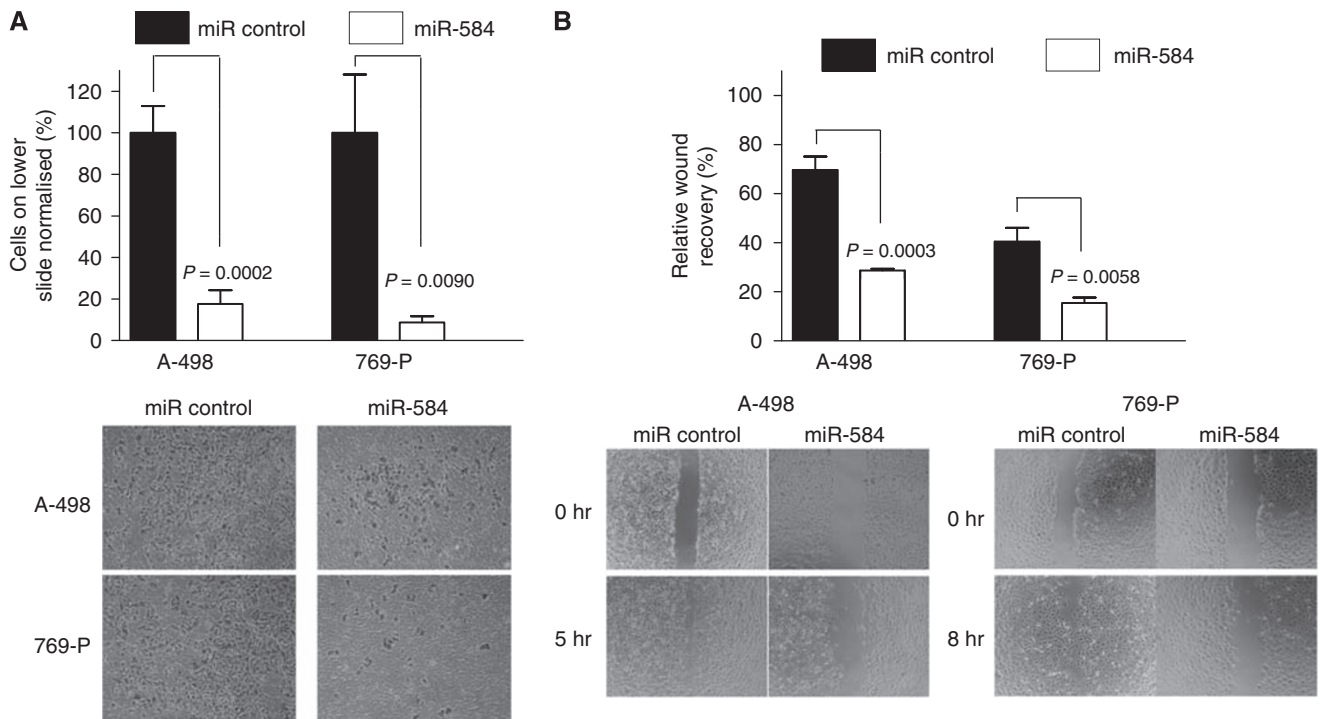 A
miR control
miR-584
Cells on lower
slide normalised (%)
120
100
80
60
40
20
0
P = 0.0002
P = 0.0090
A-498
769-P
miR control
miR-584
A-498
769-P
B
miR control
miR-584
Relative wound
recovery (%)
100
80
60
40
20
0
P = 0.0003
P = 0.0058
A-498
769-P
A-498
769-P
miR control
miR-584
miR control
miR-584
0 hr
5 hr
0 hr
8 hr